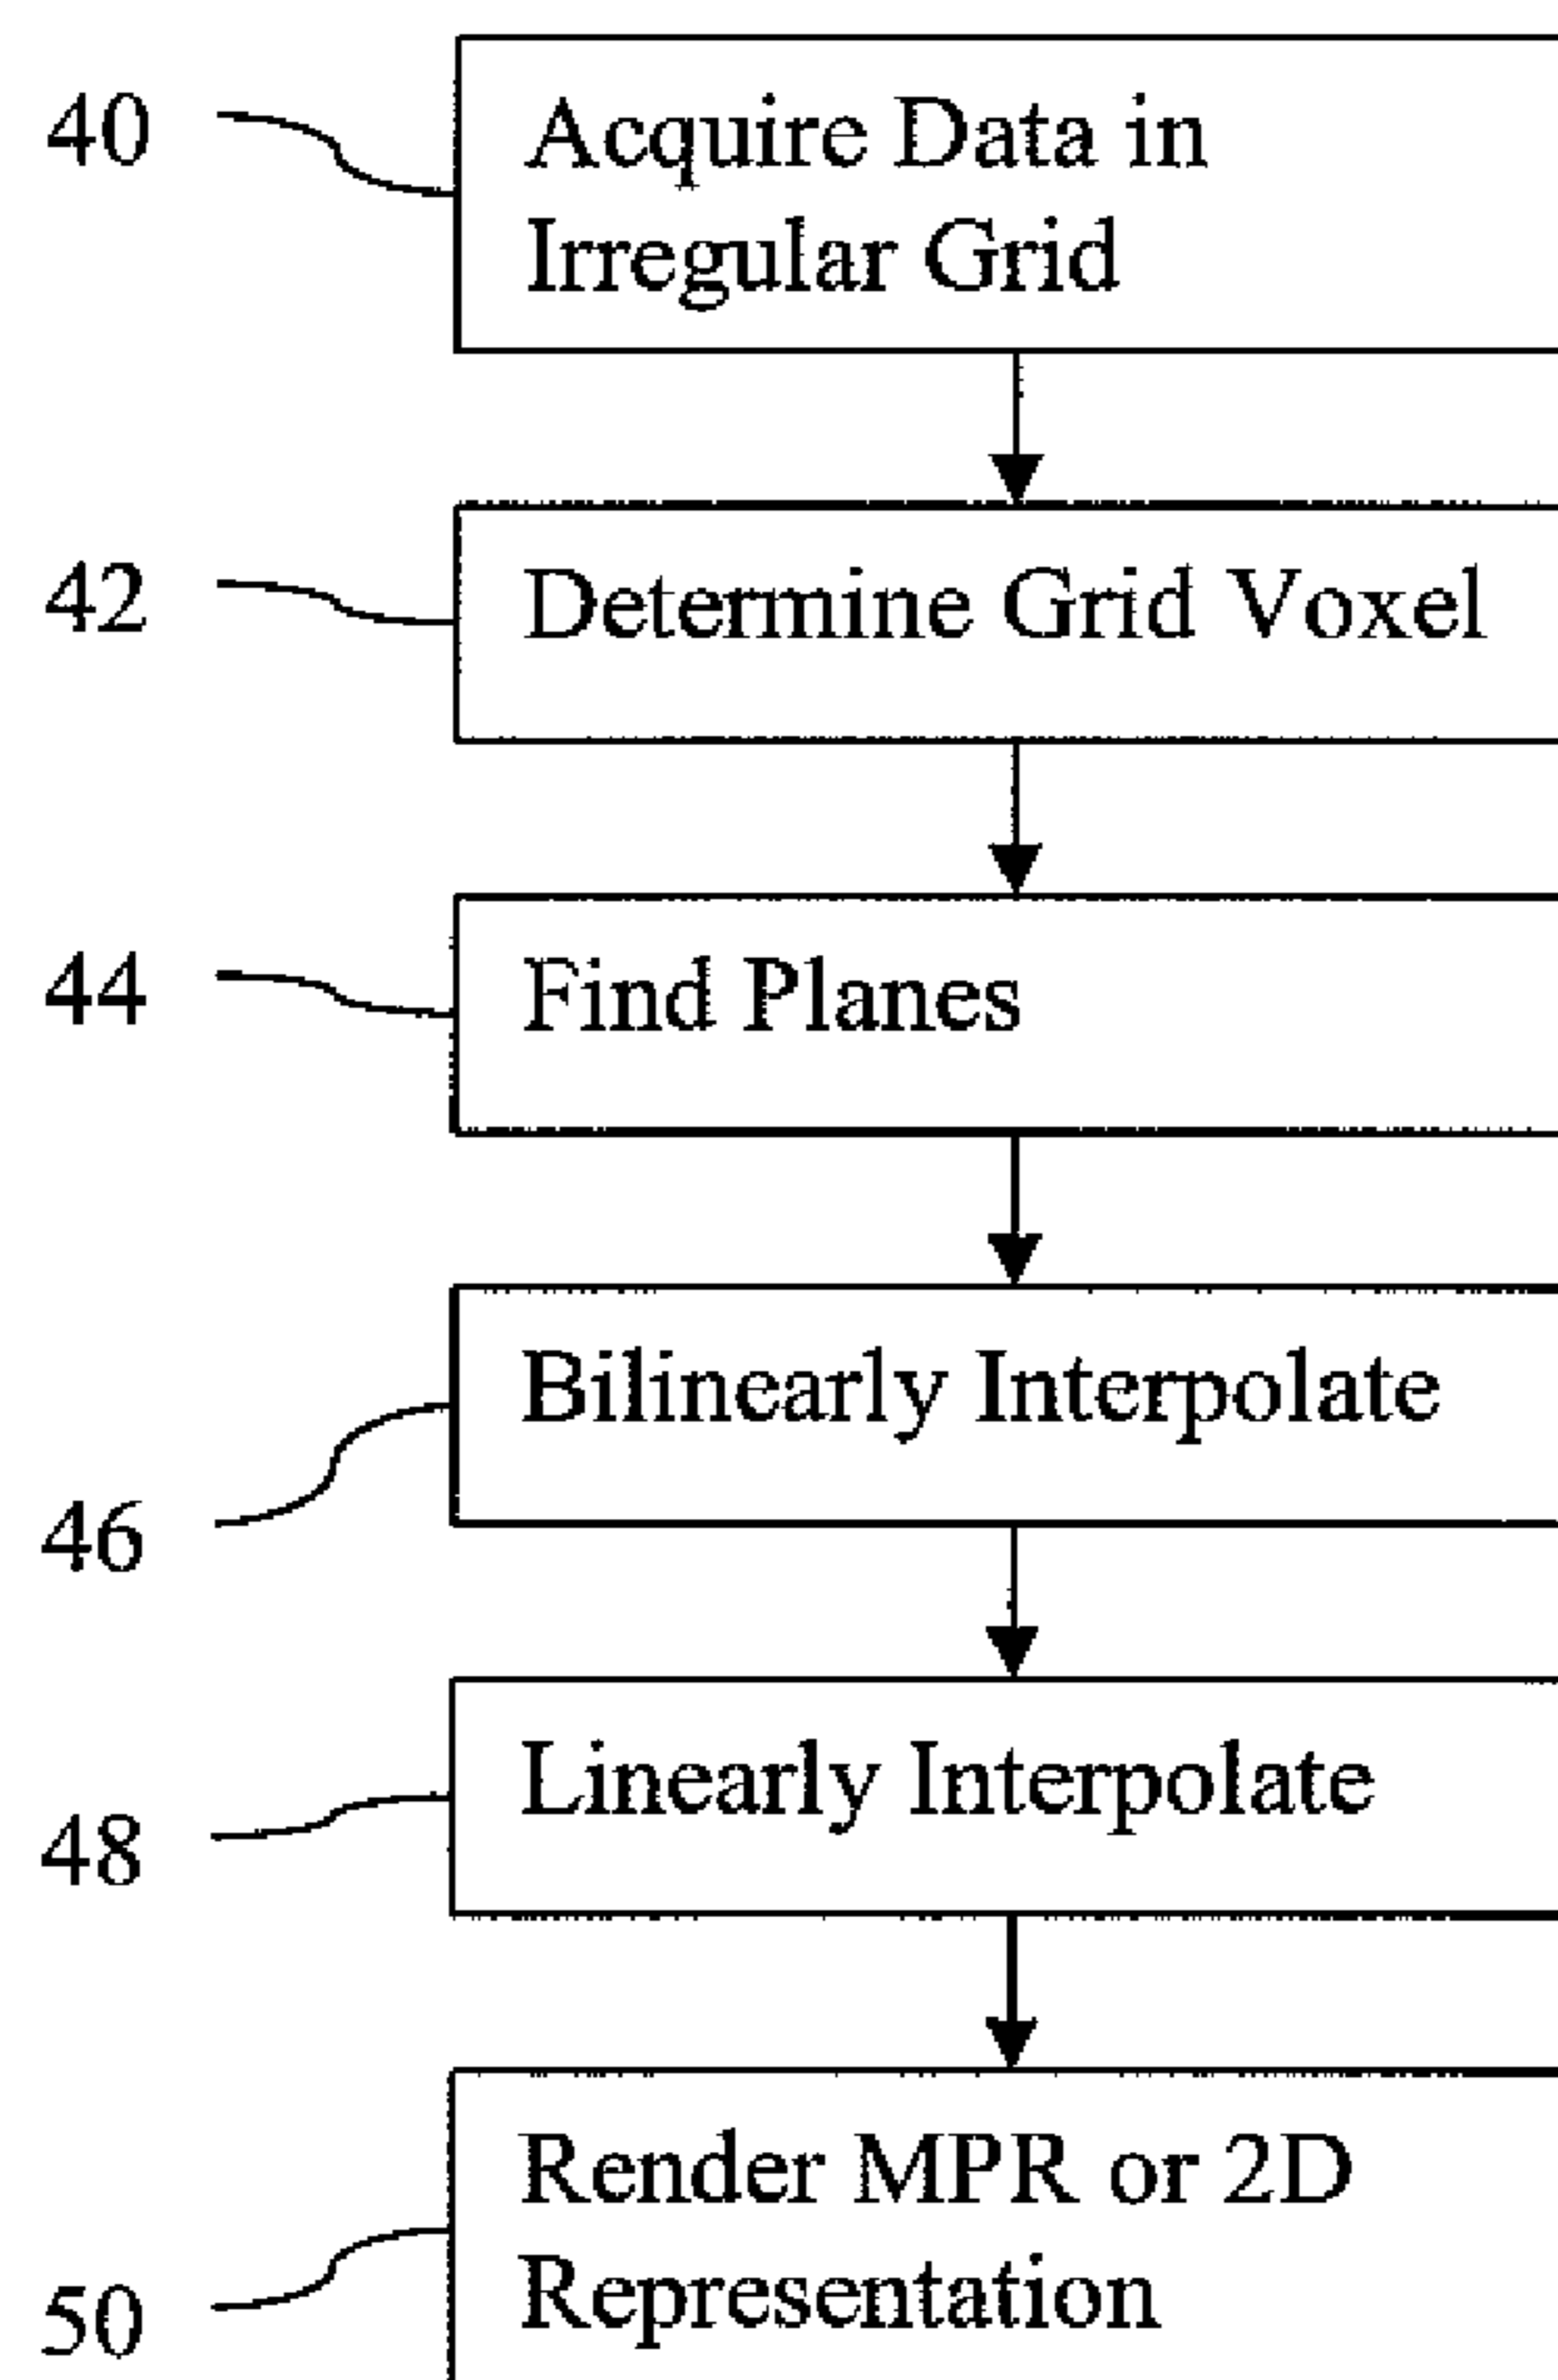 40
Acquire Data in
Irregular Grid
42
Determine Grid Voxel
44
Find Planes
46
Bilinearly Interpolate
48
Linearly Interpolate
50
Render MPR or 2D
Representation